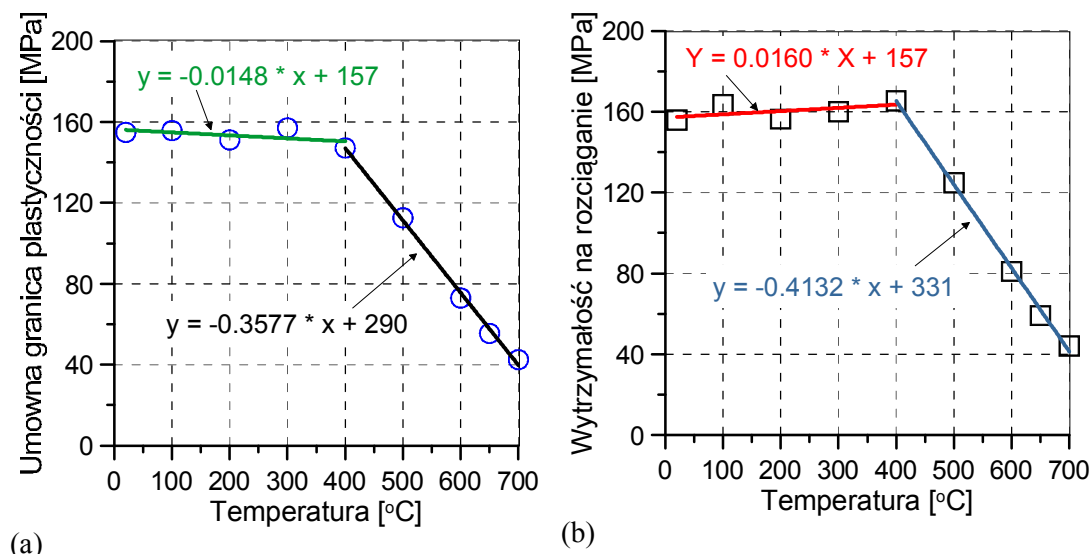 Umowna granica plastyczności [MPa]
200
160
120
80
40
0
y = -0.0148 * x + 157
y = -0.3577 * x + 290
0 100 200 300 400 500 600 700
Temperatura [°C]
(a)
Wytrzymałość na rozciąganie [MPa]
200
160
120
80
40
0
Y = 0.0160 * X + 157
y = -0.4132 * x + 331
0 100 200 300 400 500 600 700
Temperatura [°C]
(b)